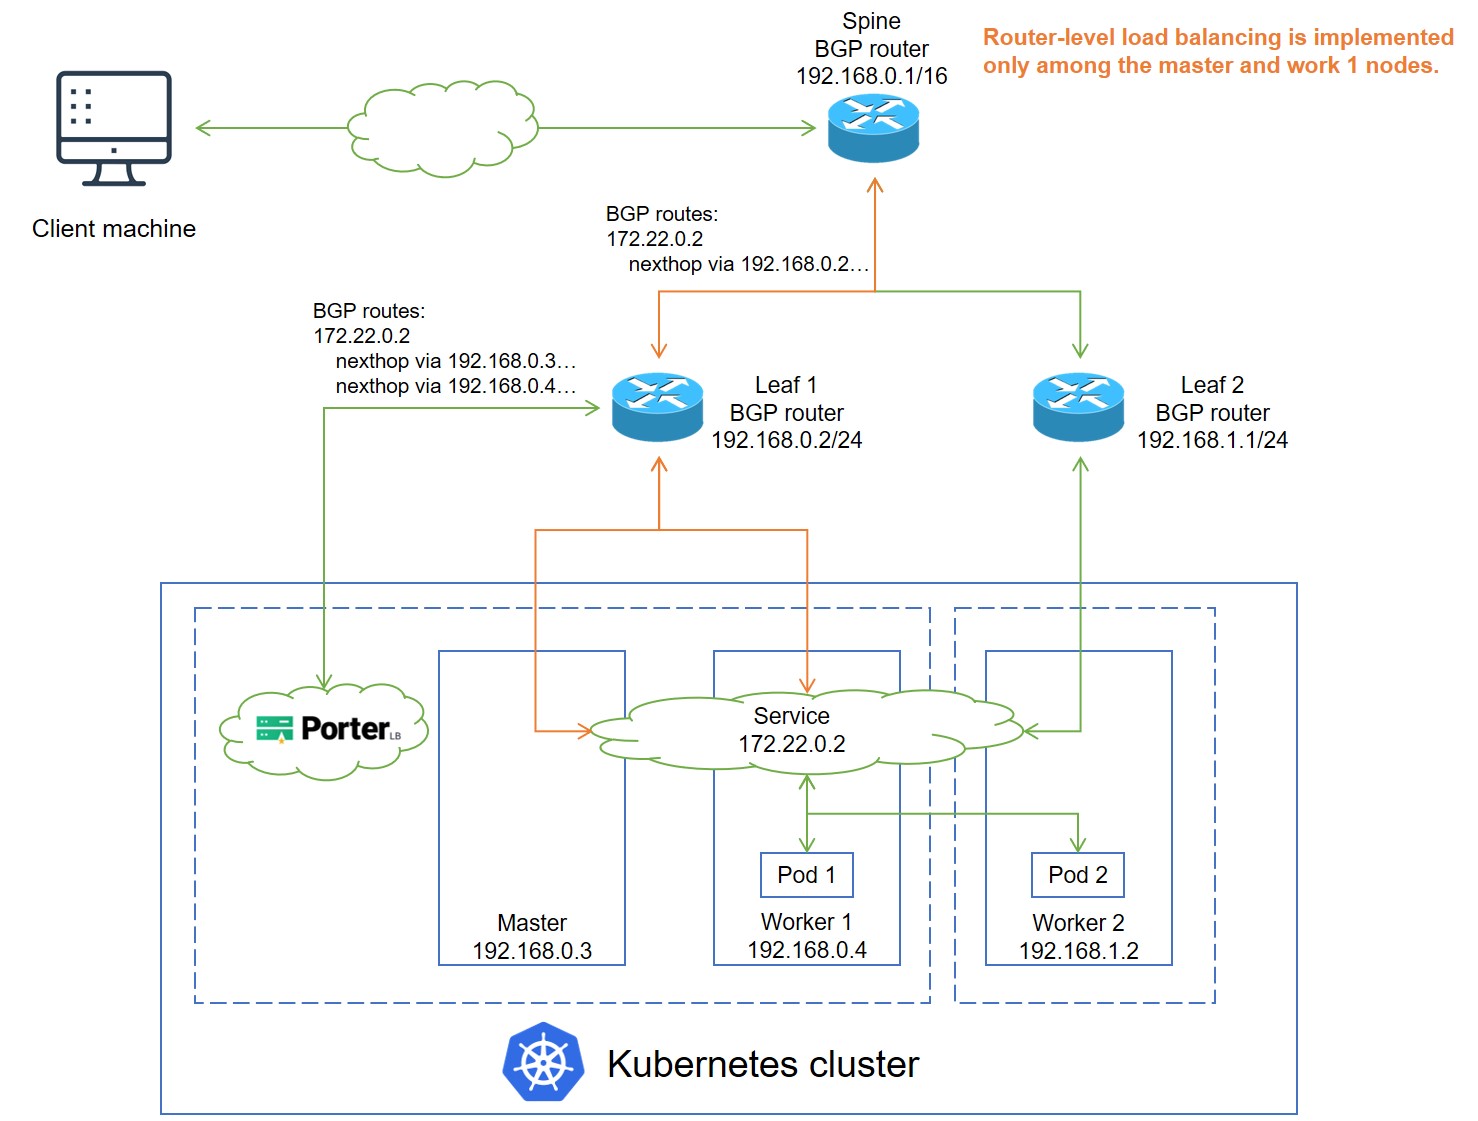 Spine
BGP router
192.168.0.1/16
Router-level load balancing is implemented
only among the master and work 1 nodes.
Client machine
BGP routes:
172.22.0.2
nexthop via 192.168.0.2…
BGP routes:
172.22.0.2
nexthop via 192.168.0.3…
nexthop via 192.168.0.4…
Leaf 1
BGP router
192.168.0.2/24
Leaf 2
BGP router
192.168.1.1/24
Porter LB
Service
172.22.0.2
Pod 1
Pod 2
Master
192.168.0.3
Worker 1
192.168.0.4
Worker 2
192.168.1.2
Kubernetes cluster